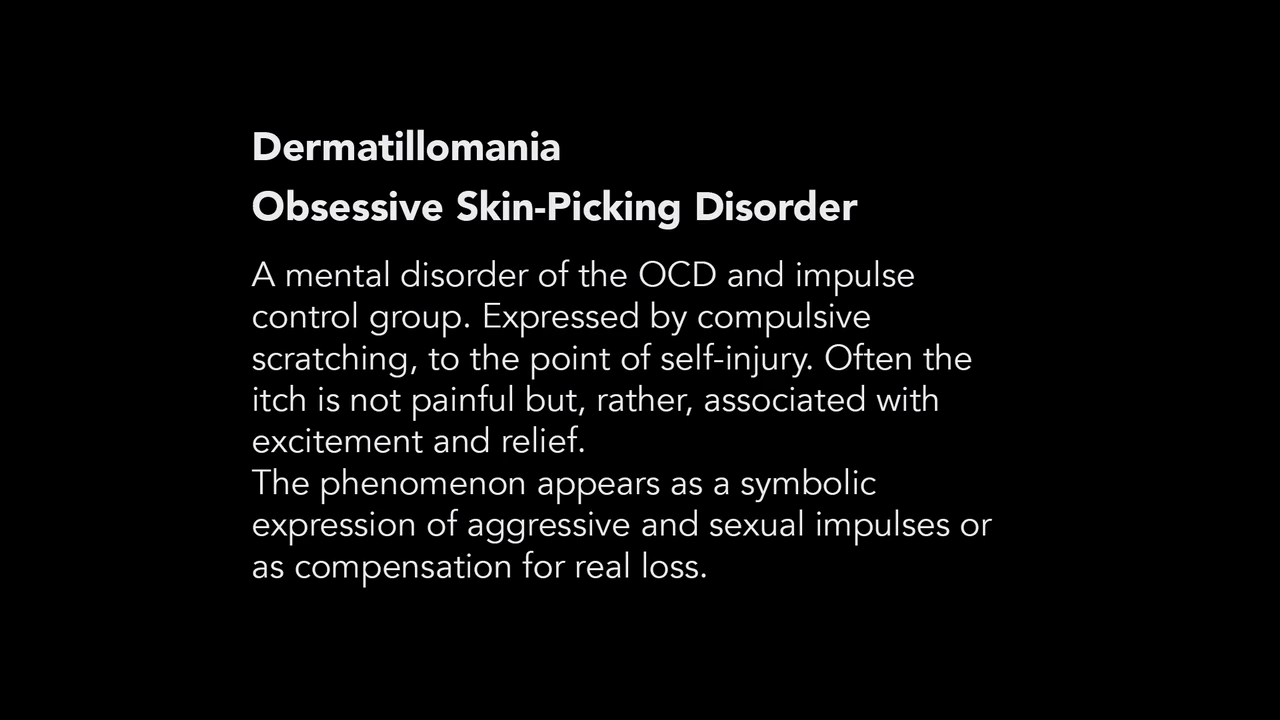 Dermatillomania
Obsessive Skin-Picking Disorder
A mental disorder of the OCD and impulse
control group. Expressed by compulsive
scratching, to the point of self-injury. Often the
itch is not painful but, rather, associated with
excitement and relief.
The phenomenon appears as a symbolic
expression of aggressive and sexual impulses or
as compensation for real loss.